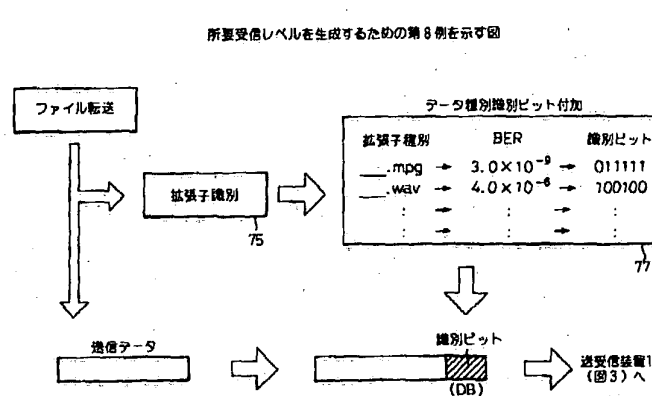 所要受信レベルを生成するための第8例を示す図
ファイル転送
データ種別識別ビット付加
拡張子種別 BER 識別ビット
___.mpg → 3.0×10⁻⁹ → 011111
___.wav → 4.0×10⁻⁶ → 100100
: → : → :
: → : → :
拡張子識別
75
77
送信データ
識別ビット
(DB)
送受信装置1
(図3)へ